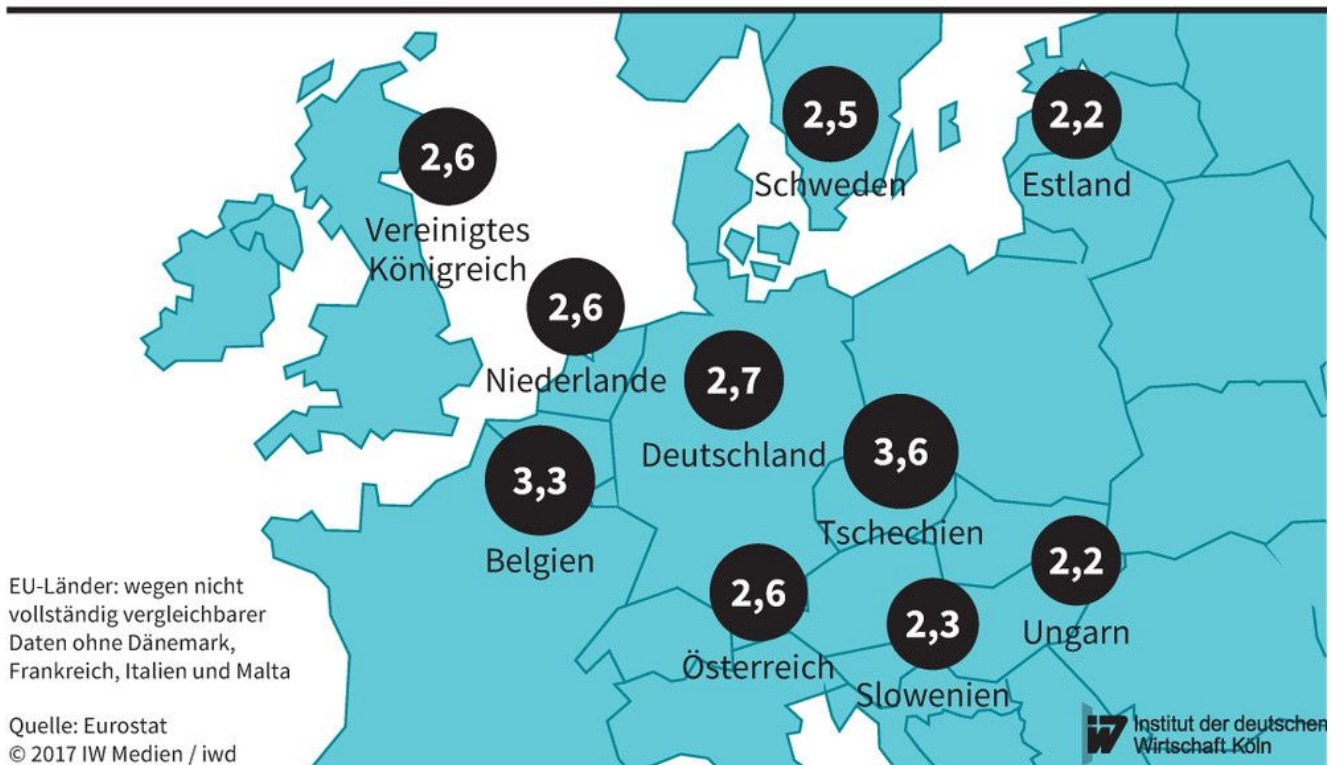 2,5
Schweden
2,2
Estland
2,6
Vereinigtes
Königreich
2,6
Niederlande
2,7
Deutschland
3,6
Tschechien
3,3
Belgien
2,6
Österreich
2,3
Slowenien
2,2
Ungarn
EU-Länder: wegen nicht
vollständig vergleichbarer
Daten ohne Dänemark,
Frankreich, Italien und Malta
Quelle: Eurostat
© 2017 IW Medien / iwd
iw Institut der deutschen
Wirtschaft Köln